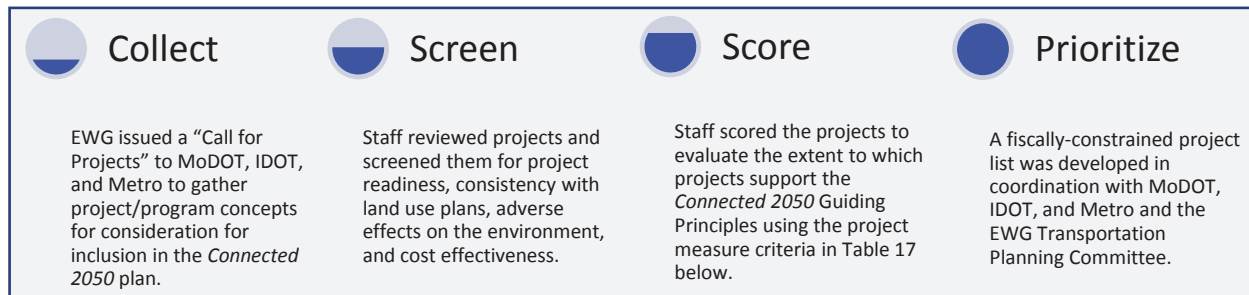 Collect
EWG issued a “Call for
Projects” to MoDOT, IDOT,
and Metro to gather
project/program concepts
for consideration for
inclusion in the Connected
2050 plan.
Screen
Staff reviewed projects and
screened them for project
readiness, consistency with
land use plans, adverse
effects on the environment,
and cost effectiveness.
Score
Staff scored the projects to
evaluate the extent to which
projects support the
Connected 2050 Guiding
Principles using the project
measure criteria in Table 17
below.
Prioritize
A fiscally-constrained project
list was developed in
coordination with MoDOT,
IDOT, and Metro and the
EWG Transportation
Planning Committee.